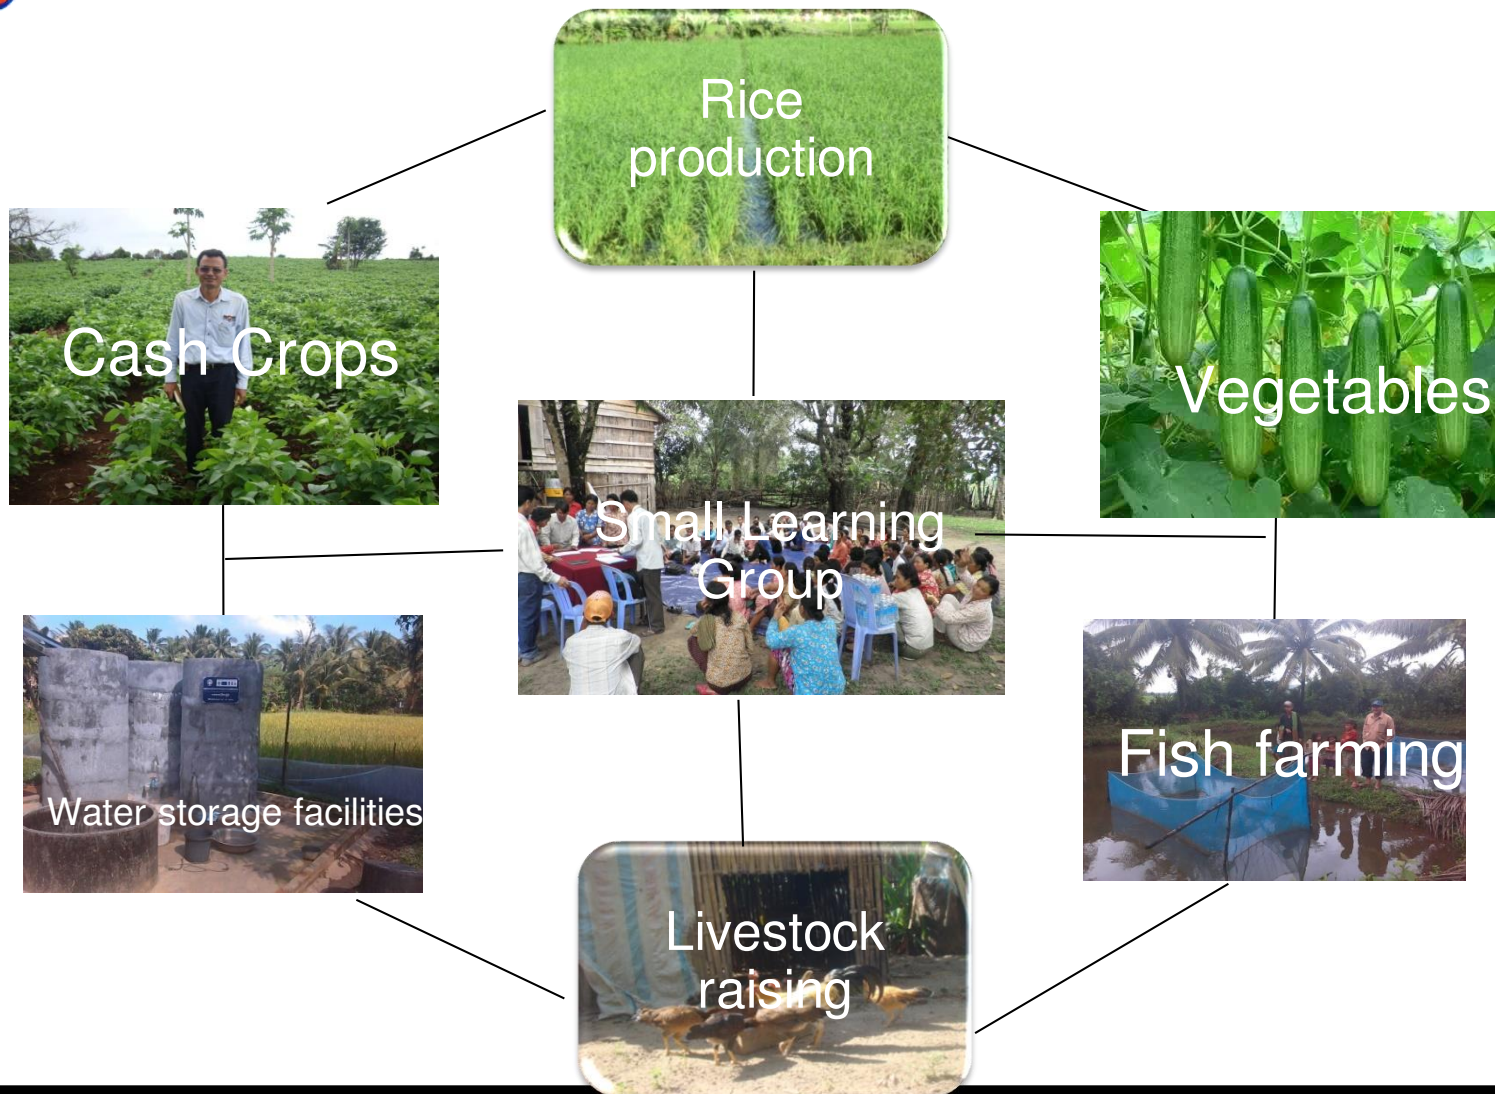 Rice
production
Cash Crops
Vegetables
Small Learning
Group
Water storage facilities
Fish farming
Livestock
raising